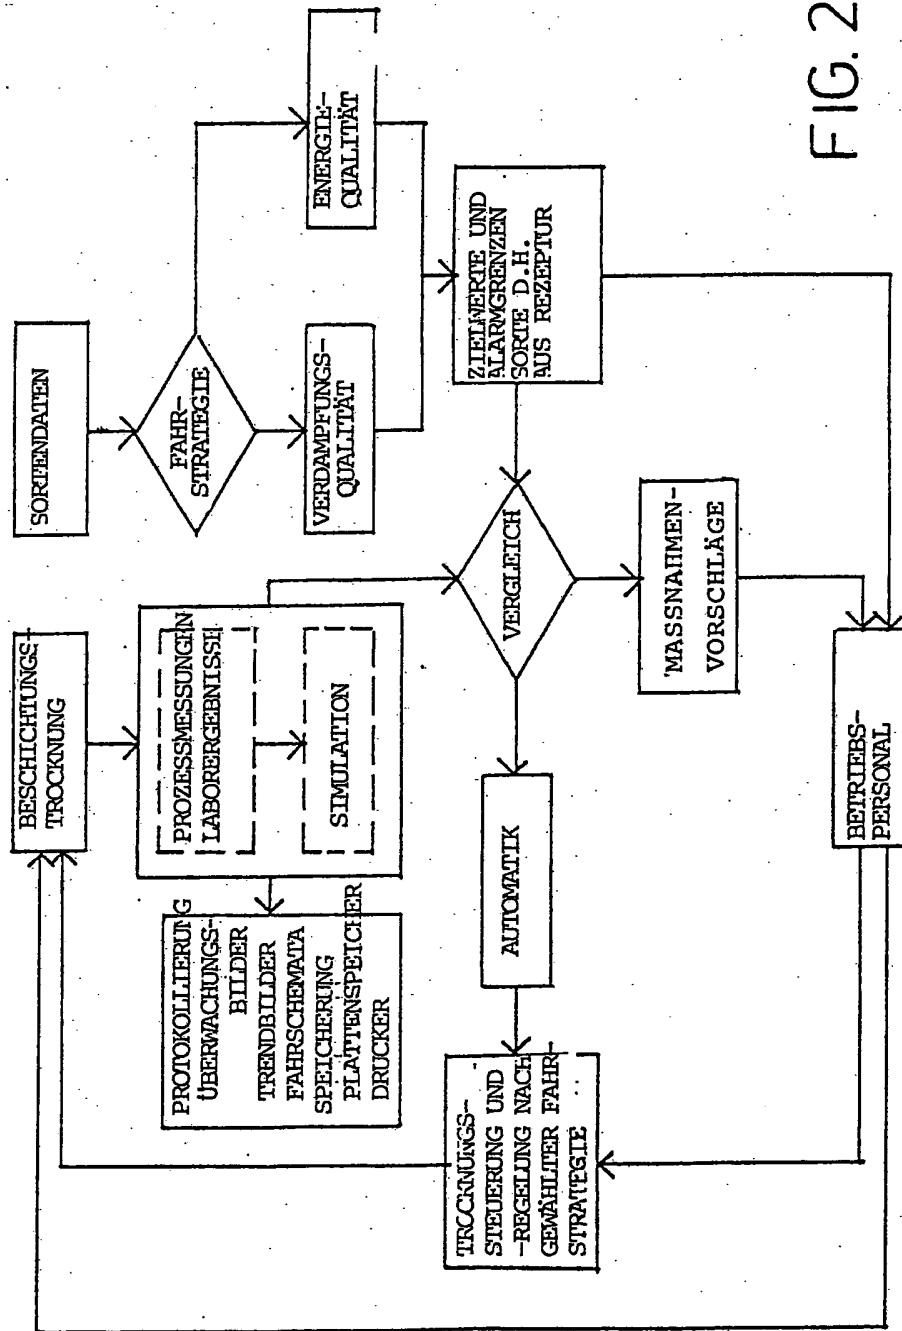 BESCHICHTUNGS-
TROCKNUNG
SORTENDATEN
PROTOKOLLIERUNG
ÜBERWACHUNGS-
BILDER
TRENDBILDER
FAHRSCHEMATA
SPEICHERUNG
PLATTENSPEICHER
DRUCKER
PROZESSMESSUNGEN
LABORERGEBNISSE
SIMULATION
FAHR-
STRATEGIE
VERDAMPFUNGS-
QUALITÄT
ENERGIE-
QUALITÄT
TROCKNUNGS-
STEUERUNG UND
-REGELUNG NACH
GEWÄHLTER FAHR-
STRATEGIE
AUTOMATIK
VERGLEICH
ZIELWERTE UND
ALARMGRENZEN
SORTE D.H.
AUS REZEPTUR
MASSNAHMEN-
VORSCHLÄGE
BETRIEBS-
PERSONAL
FIG. 2